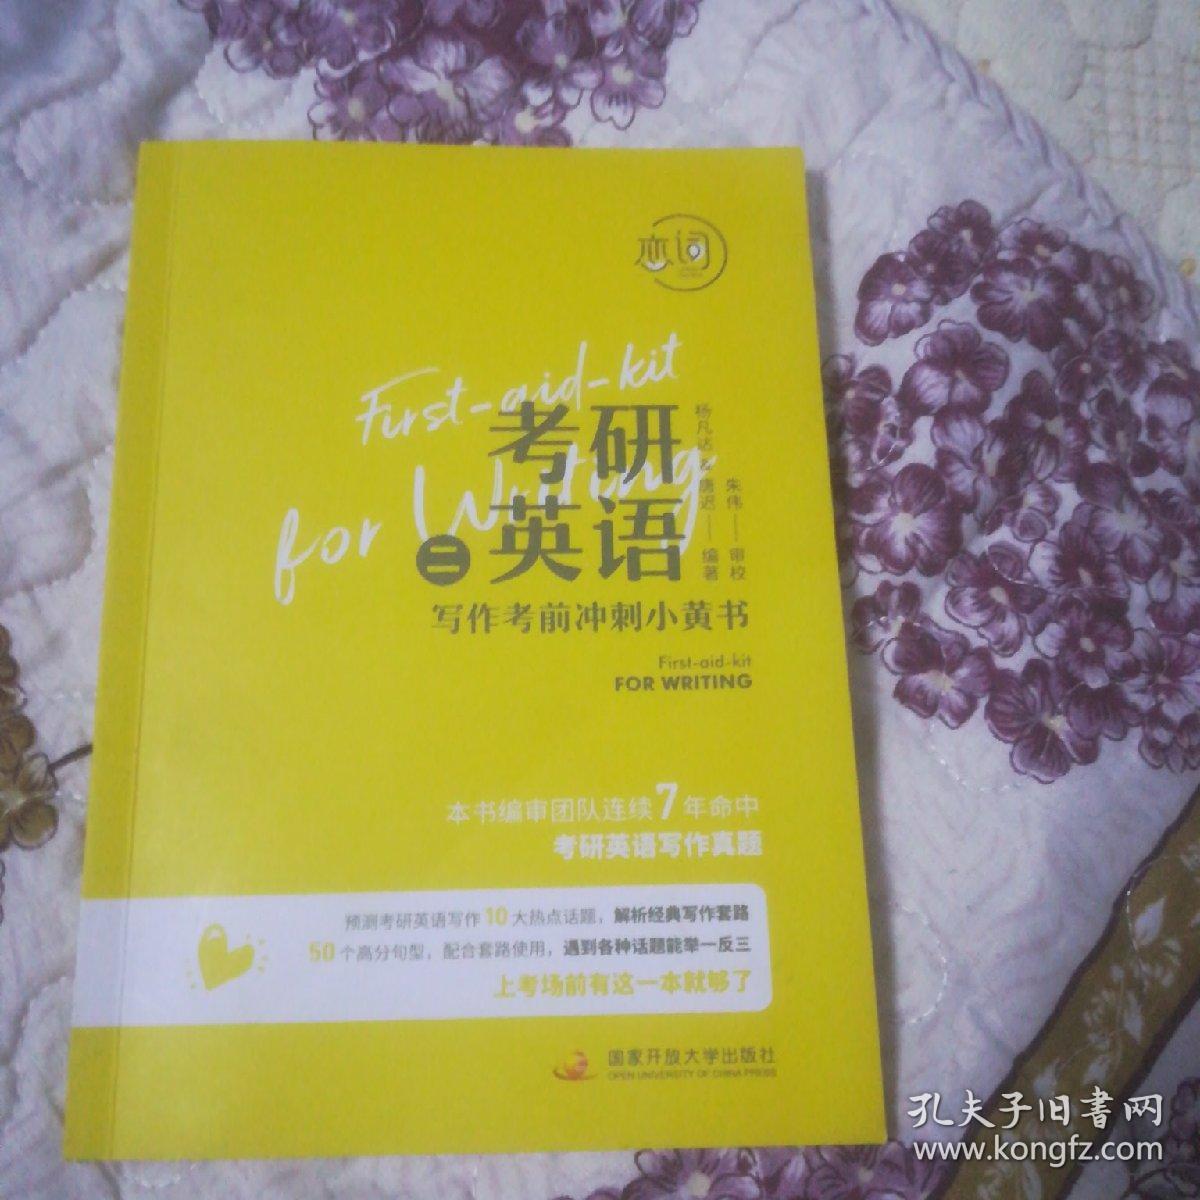 恋词
First-aid-kit
for Writing
考研
英语
二
杨凡达 & 唐迟——编著
朱伟——审校
写作考前冲刺小黄书
First-aid-kit
FOR WRITING
本书编审团队连续7年命中
考研英语写作真题
预测考研英语写作10大热点话题，解析经典写作套路
50个高分句型，配合套路使用，遇到各种话题能举一反三
上考场前有这一本就够了
国家开放大学出版社
OPEN UNIVERSITY OF CHINA PRESS
孔夫子旧书网
www.kongfz.com